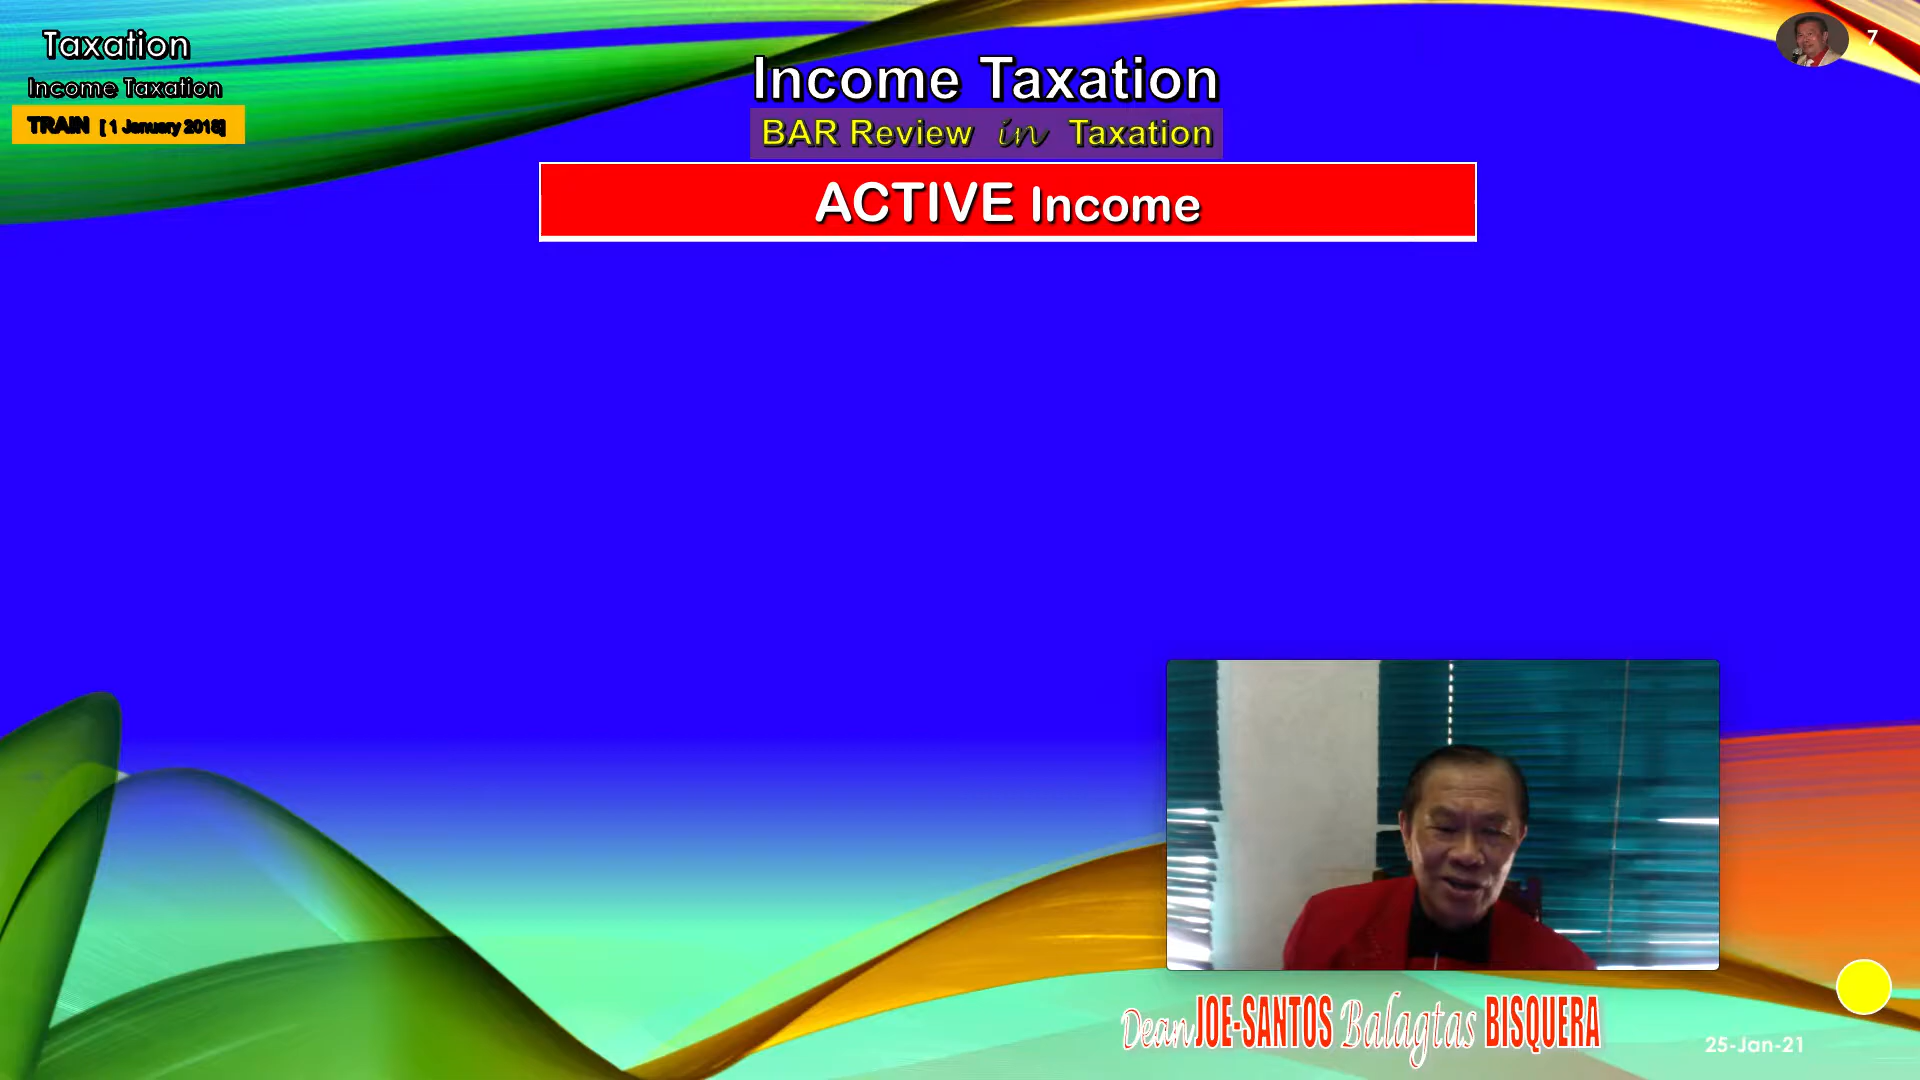 Taxation
Income Taxation
TRAIN [ 1 January 2018]
7
Income Taxation
BAR Review in Taxation
ACTIVE Income
Dean JOE-SANTOS Balagtas BISQUERA
25-Jan-21